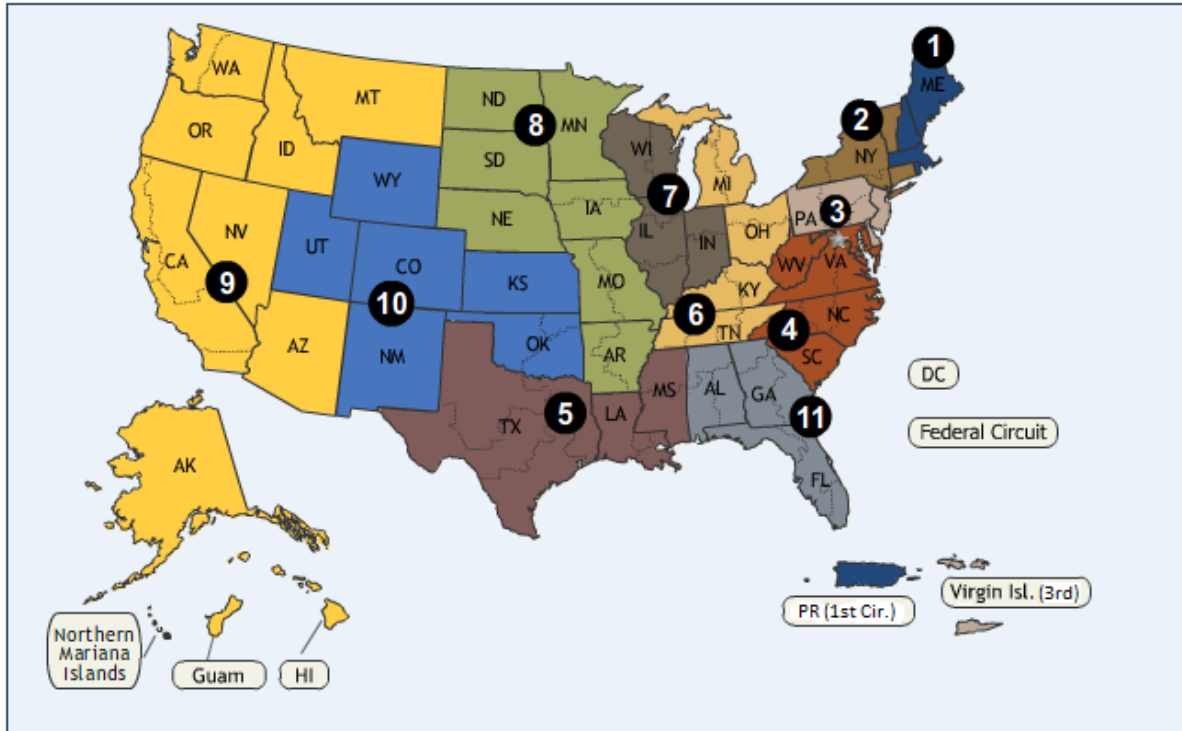 1
ME
WA
MT
ND
8
MN
2
NY
OR
ID
SD
WI
MI
7
WY
3
PA
NE
IA
OH
IL
IN
NV
UT
WV
VA
CA
CO
KS
MO
KY
9
10
6
NC
TN
4
AZ
NM
OK
AR
SC
MS
AL
GA
DC
5
TX
LA
11
Federal Circuit
AK
FL
Virgin Isl. (3rd)
PR (1st Cir.)
Northern
Mariana
Islands
Guam
HI